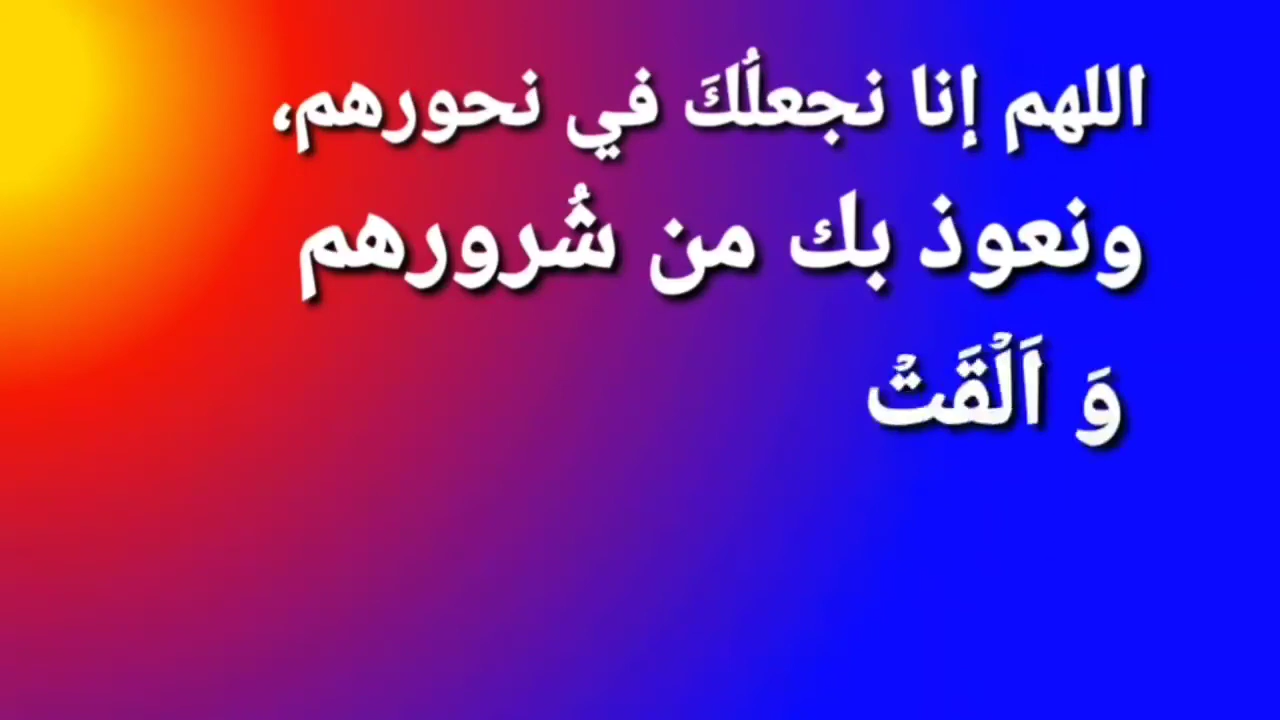 اللهم إنا نجعلُكَ في نحورهم،
ونعوذ بك من شُرورهم
وَ اَلْقَتْ